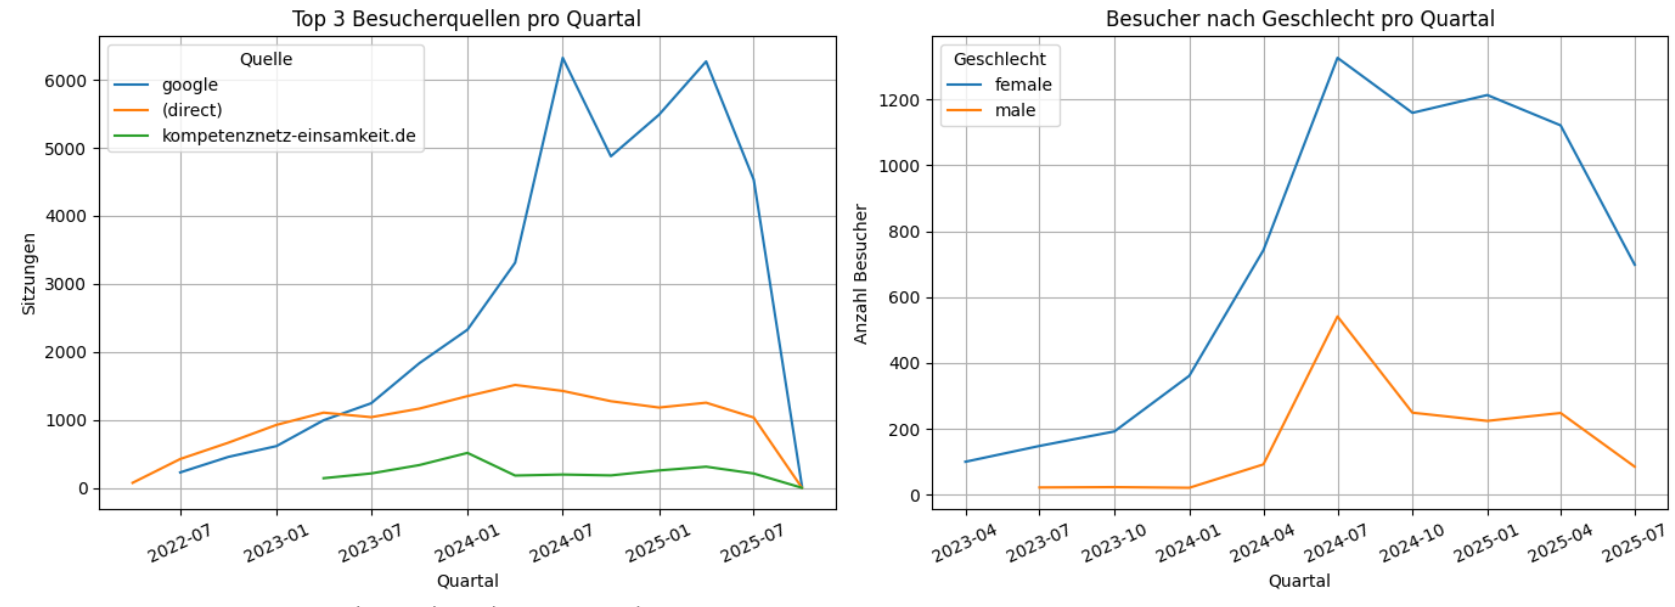 Top 3 Besucherquellen pro Quartal
Quelle
google
(direct)
kompetenznetz-einsamkeit.de
Sitzungen
6000
5000
4000
3000
2000
1000
0
2022-07
2023-01
2023-07
2024-01
2024-07
2025-01
2025-07
Quartal
Besucher nach Geschlecht pro Quartal
Geschlecht
female
male
Anzahl Besucher
1200
1000
800
600
400
200
0
2023-04
2023-07
2023-10
2024-01
2024-04
2024-07
2024-10
2025-01
2025-04
2025-07
Quartal